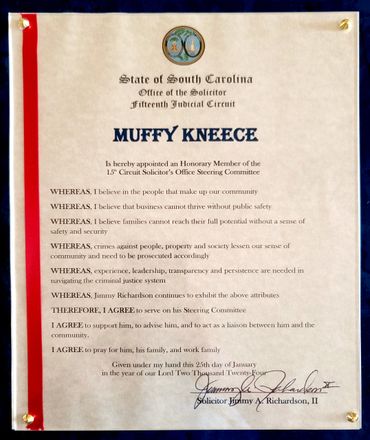 State of South Carolina
Office of the Solicitor
Fifteenth Judicial Circuit
MUFFY KNEECE
Is hereby appointed an Honorary Member of the
15th Circuit Solicitor's Office Steering Committee
WHEREAS, I believe in the people that make up our community
WHEREAS, I believe that business cannot thrive without public safety
WHEREAS, I believe families cannot reach their full potential without a sense of
safety and security
WHEREAS, crimes against people, property and society lessen our sense of
community and need to be prosecuted accordingly
WHEREAS, experience, leadership, transparency and persistence are needed in
navigating the criminal justice system
WHEREAS, Jimmy Richardson continues to exhibit the above attributes
THEREFORE, I AGREE to serve on his Steering Committee
I AGREE to support him, to advise him, and to act as a liaison between him and the
community.
I AGREE to pray for him, his family, and work family
Given under my hand this 25th day of January
in the year of our Lord Two Thousand Twenty-Four
Jimmy A. Richardson II
Solicitor Jimmy A. Richardson, II